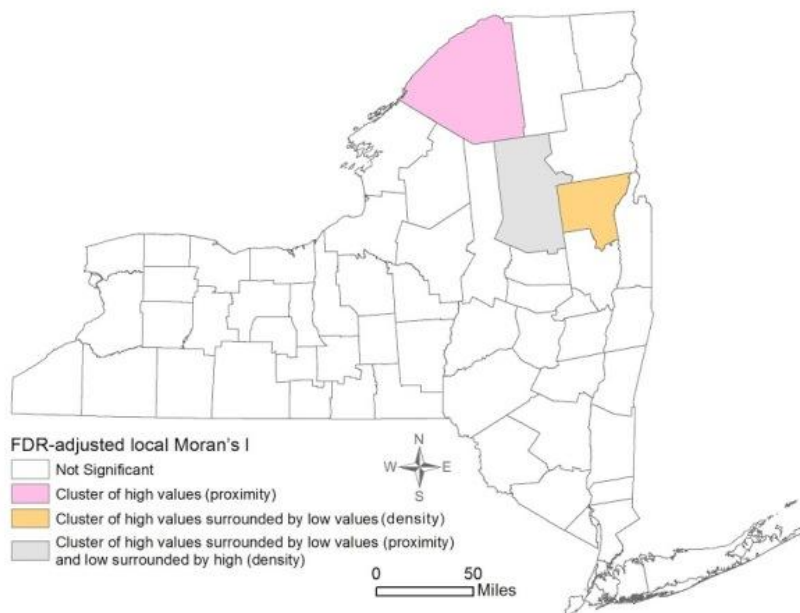 FDR-adjusted local Moran's I
Not Significant
Cluster of high values (proximity)
Cluster of high values surrounded by low values (density)
Cluster of high values surrounded by low values (proximity)
and low surrounded by high (density)
N
W E
S
0 50
Miles